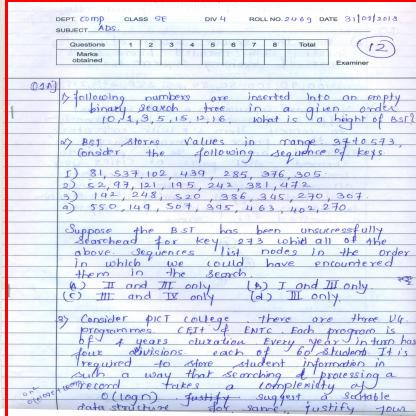 DEPT. Comp CLASS SE DIV 4 ROLL NO. 2469 DATE 31/09/2013
SUBJECT ADS.
Questions 1 2 3 4 5 6 7 8 Total
Marks obtained
12
Examiner
1) following numbers are inserted into an empty
binary search tree in a given order
10, 1, 3, 5, 15, 12, 16, what is a height of BST?
2) BST stores values in range 37 to 573,
Consider the following sequence of keys
I) 81, 537, 102, 439, 285, 376, 305
2) 52, 97, 121, 195, 242, 381, 472
3) 142, 248, 520, 386, 345, 270, 307
4) 550, 149, 507, 395, 463, 402, 270
Suppose the BST has been unsuccessfully
searched for key 273 which all of the
above sequences list nodes in the order
in which we could have encountered
them in the search.
(a) II and III only (b) I and III only
(c) III and IV only (d) III only
3) Consider PICT college there are three UG
programmes CE IT & ENTC. Each program is
of 4 years duration Every year in turn has
four divisions each of 60 students It is
required to store student information in
such a way that searching & processing a
record takes a complexity of
O(log n) justify suggest a suitable
data structure for same, justify your